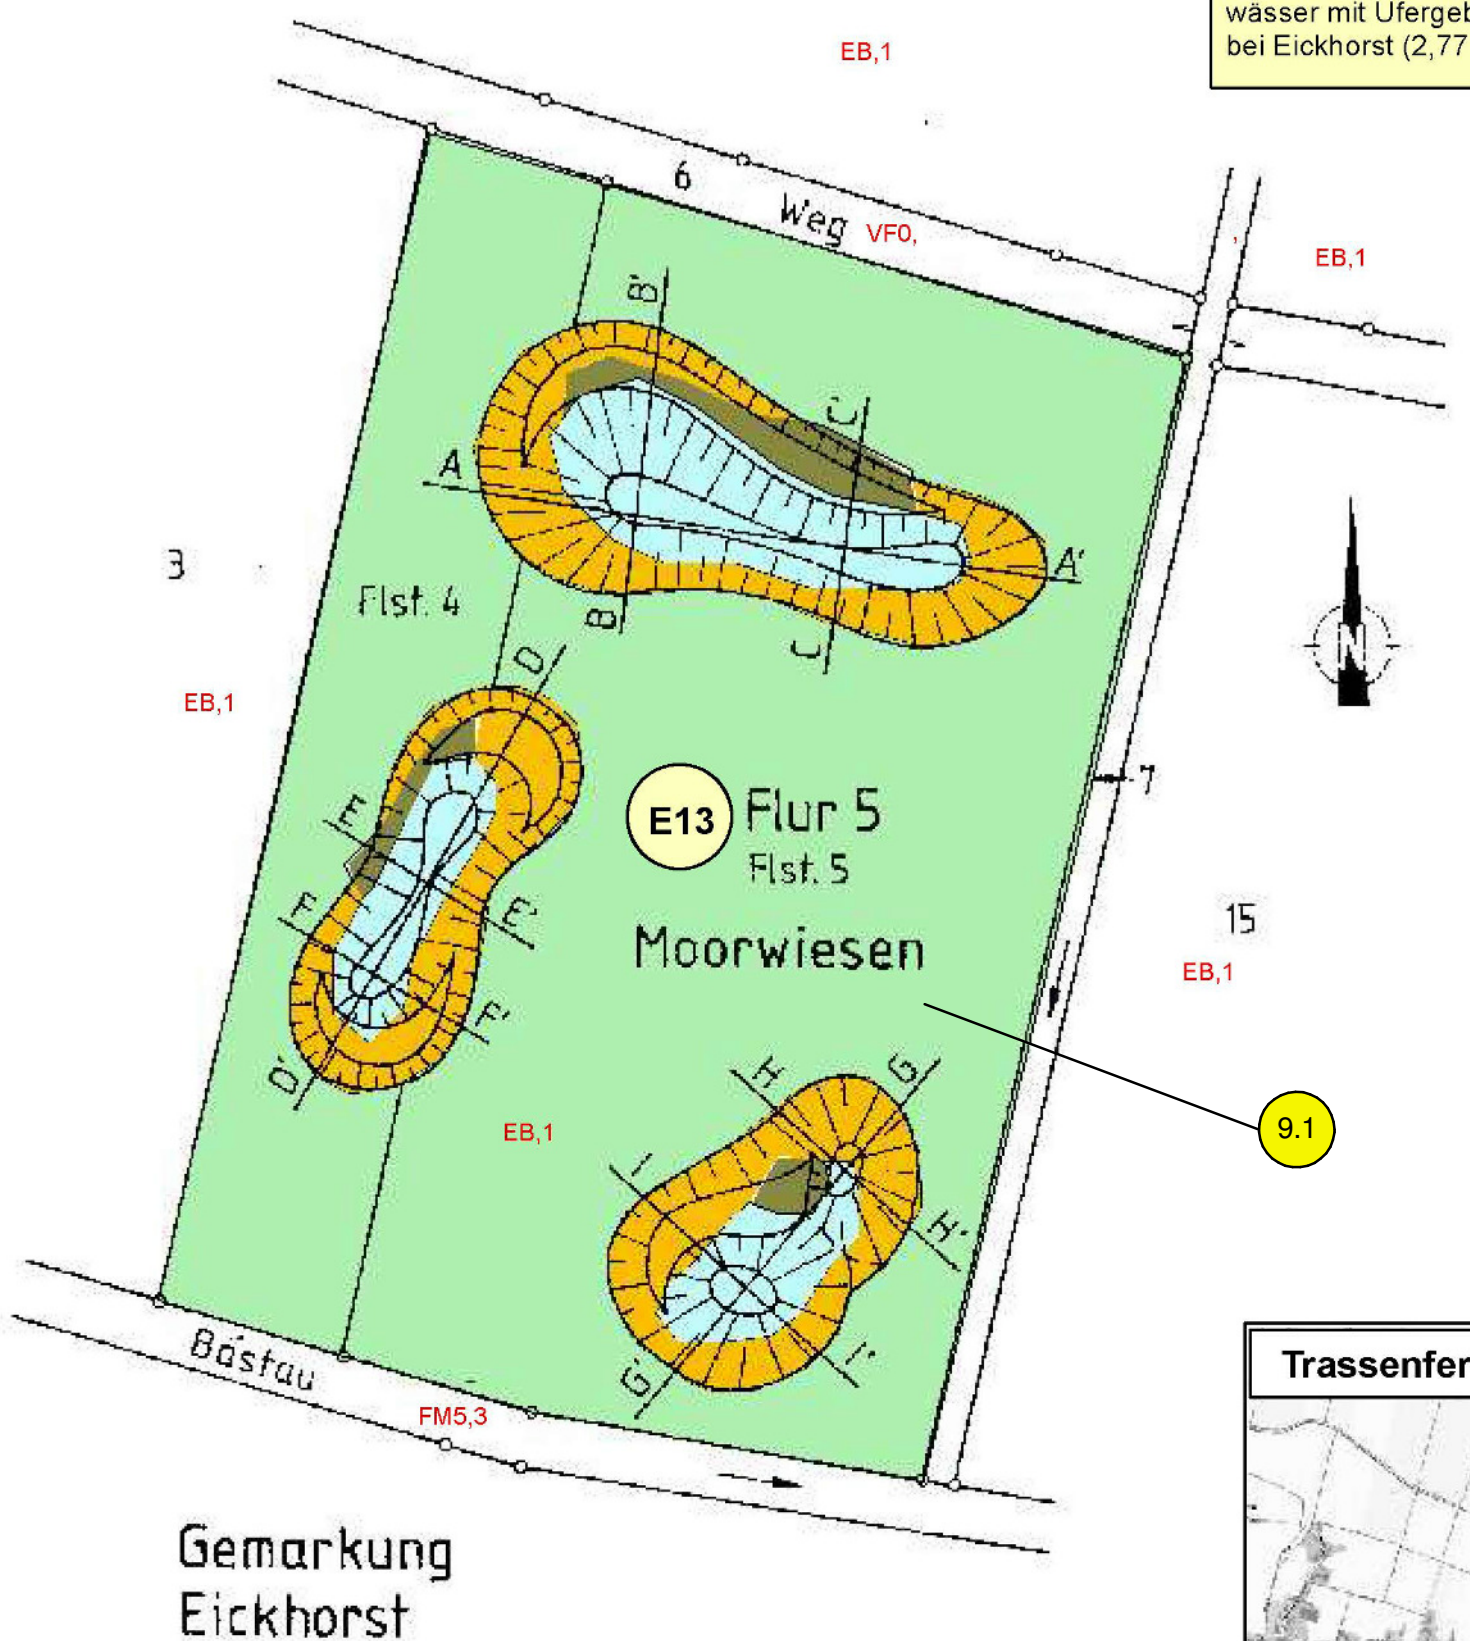 wässer mit Ufergeb
bei Eickhorst (2,77
EB,1
6
Weg
VF0,
,
EB,1
B'
C'
A
A'
3
Flst. 4
B
C
N
D
EB,1
7
E13
Flur 5
Flst. 5
E
F
E'
15
Moorwiesen
EB,1
F'
D'
H
G
EB,1
9.1
I
H'
G'
I'
Bastau
FM5,3
Trassenfer
Gemarkung
Eickhorst